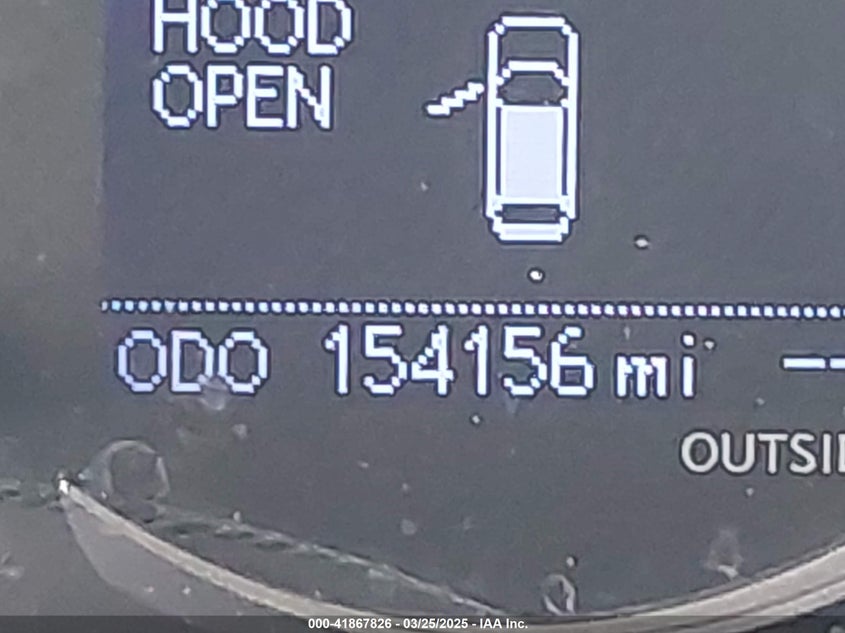 HOOD
OPEN
ODO 154156 mi --
OUTSI
000-41867826 - 03/25/2025 - IAA Inc.